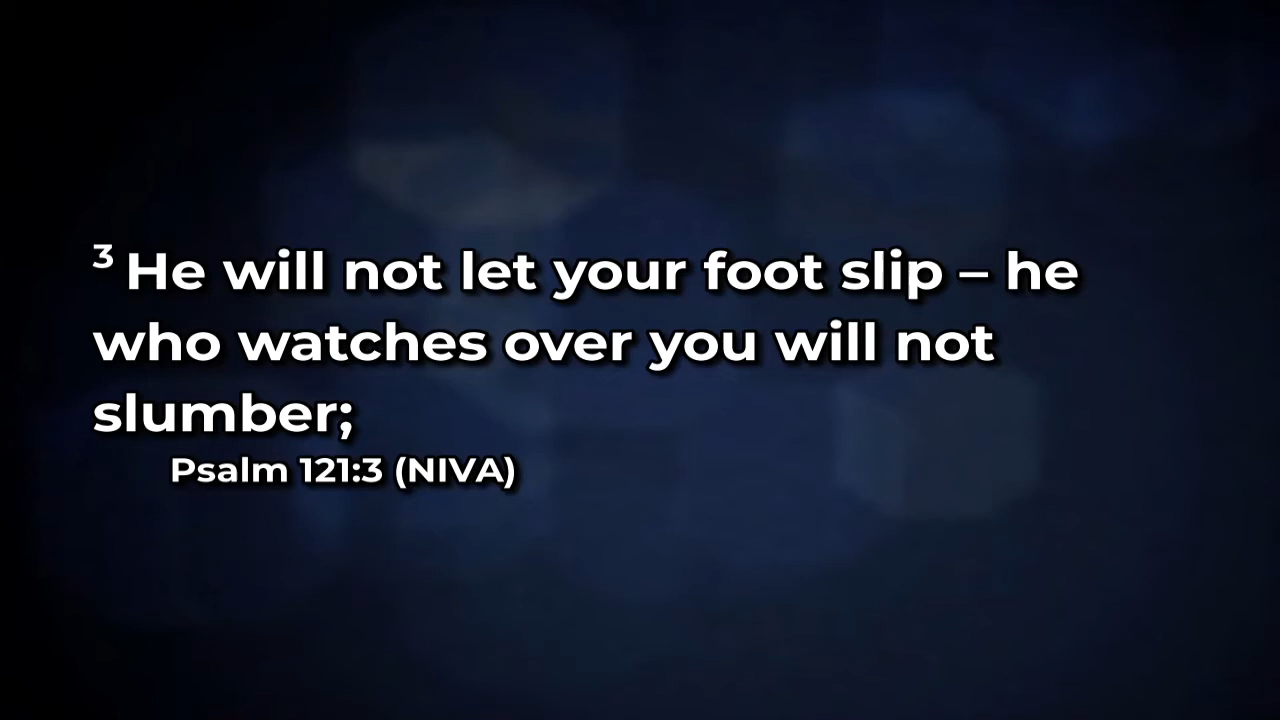 ³ He will not let your foot slip – he
who watches over you will not
slumber;
Psalm 121:3 (NIVA)